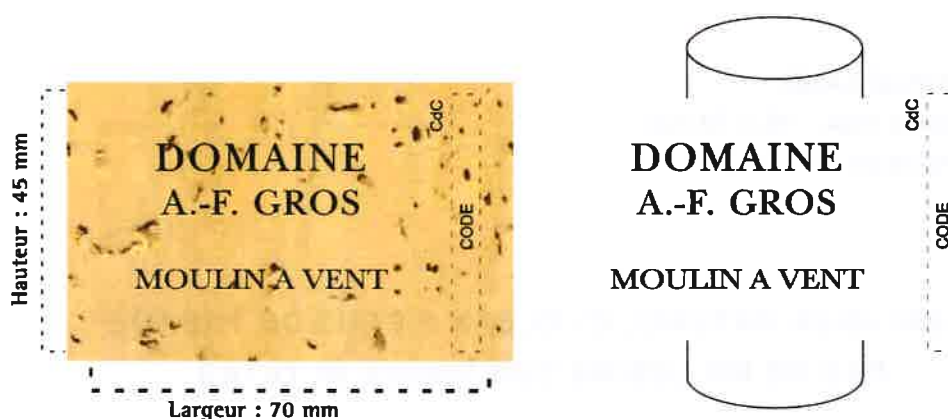 Hauteur : 45 mm
DOMAINE
A.-F. GROS
MOULIN A VENT
CdC
CODE
Largeur : 70 mm
DOMAINE
A.-F. GROS
MOULIN A VENT
CdC
CODE